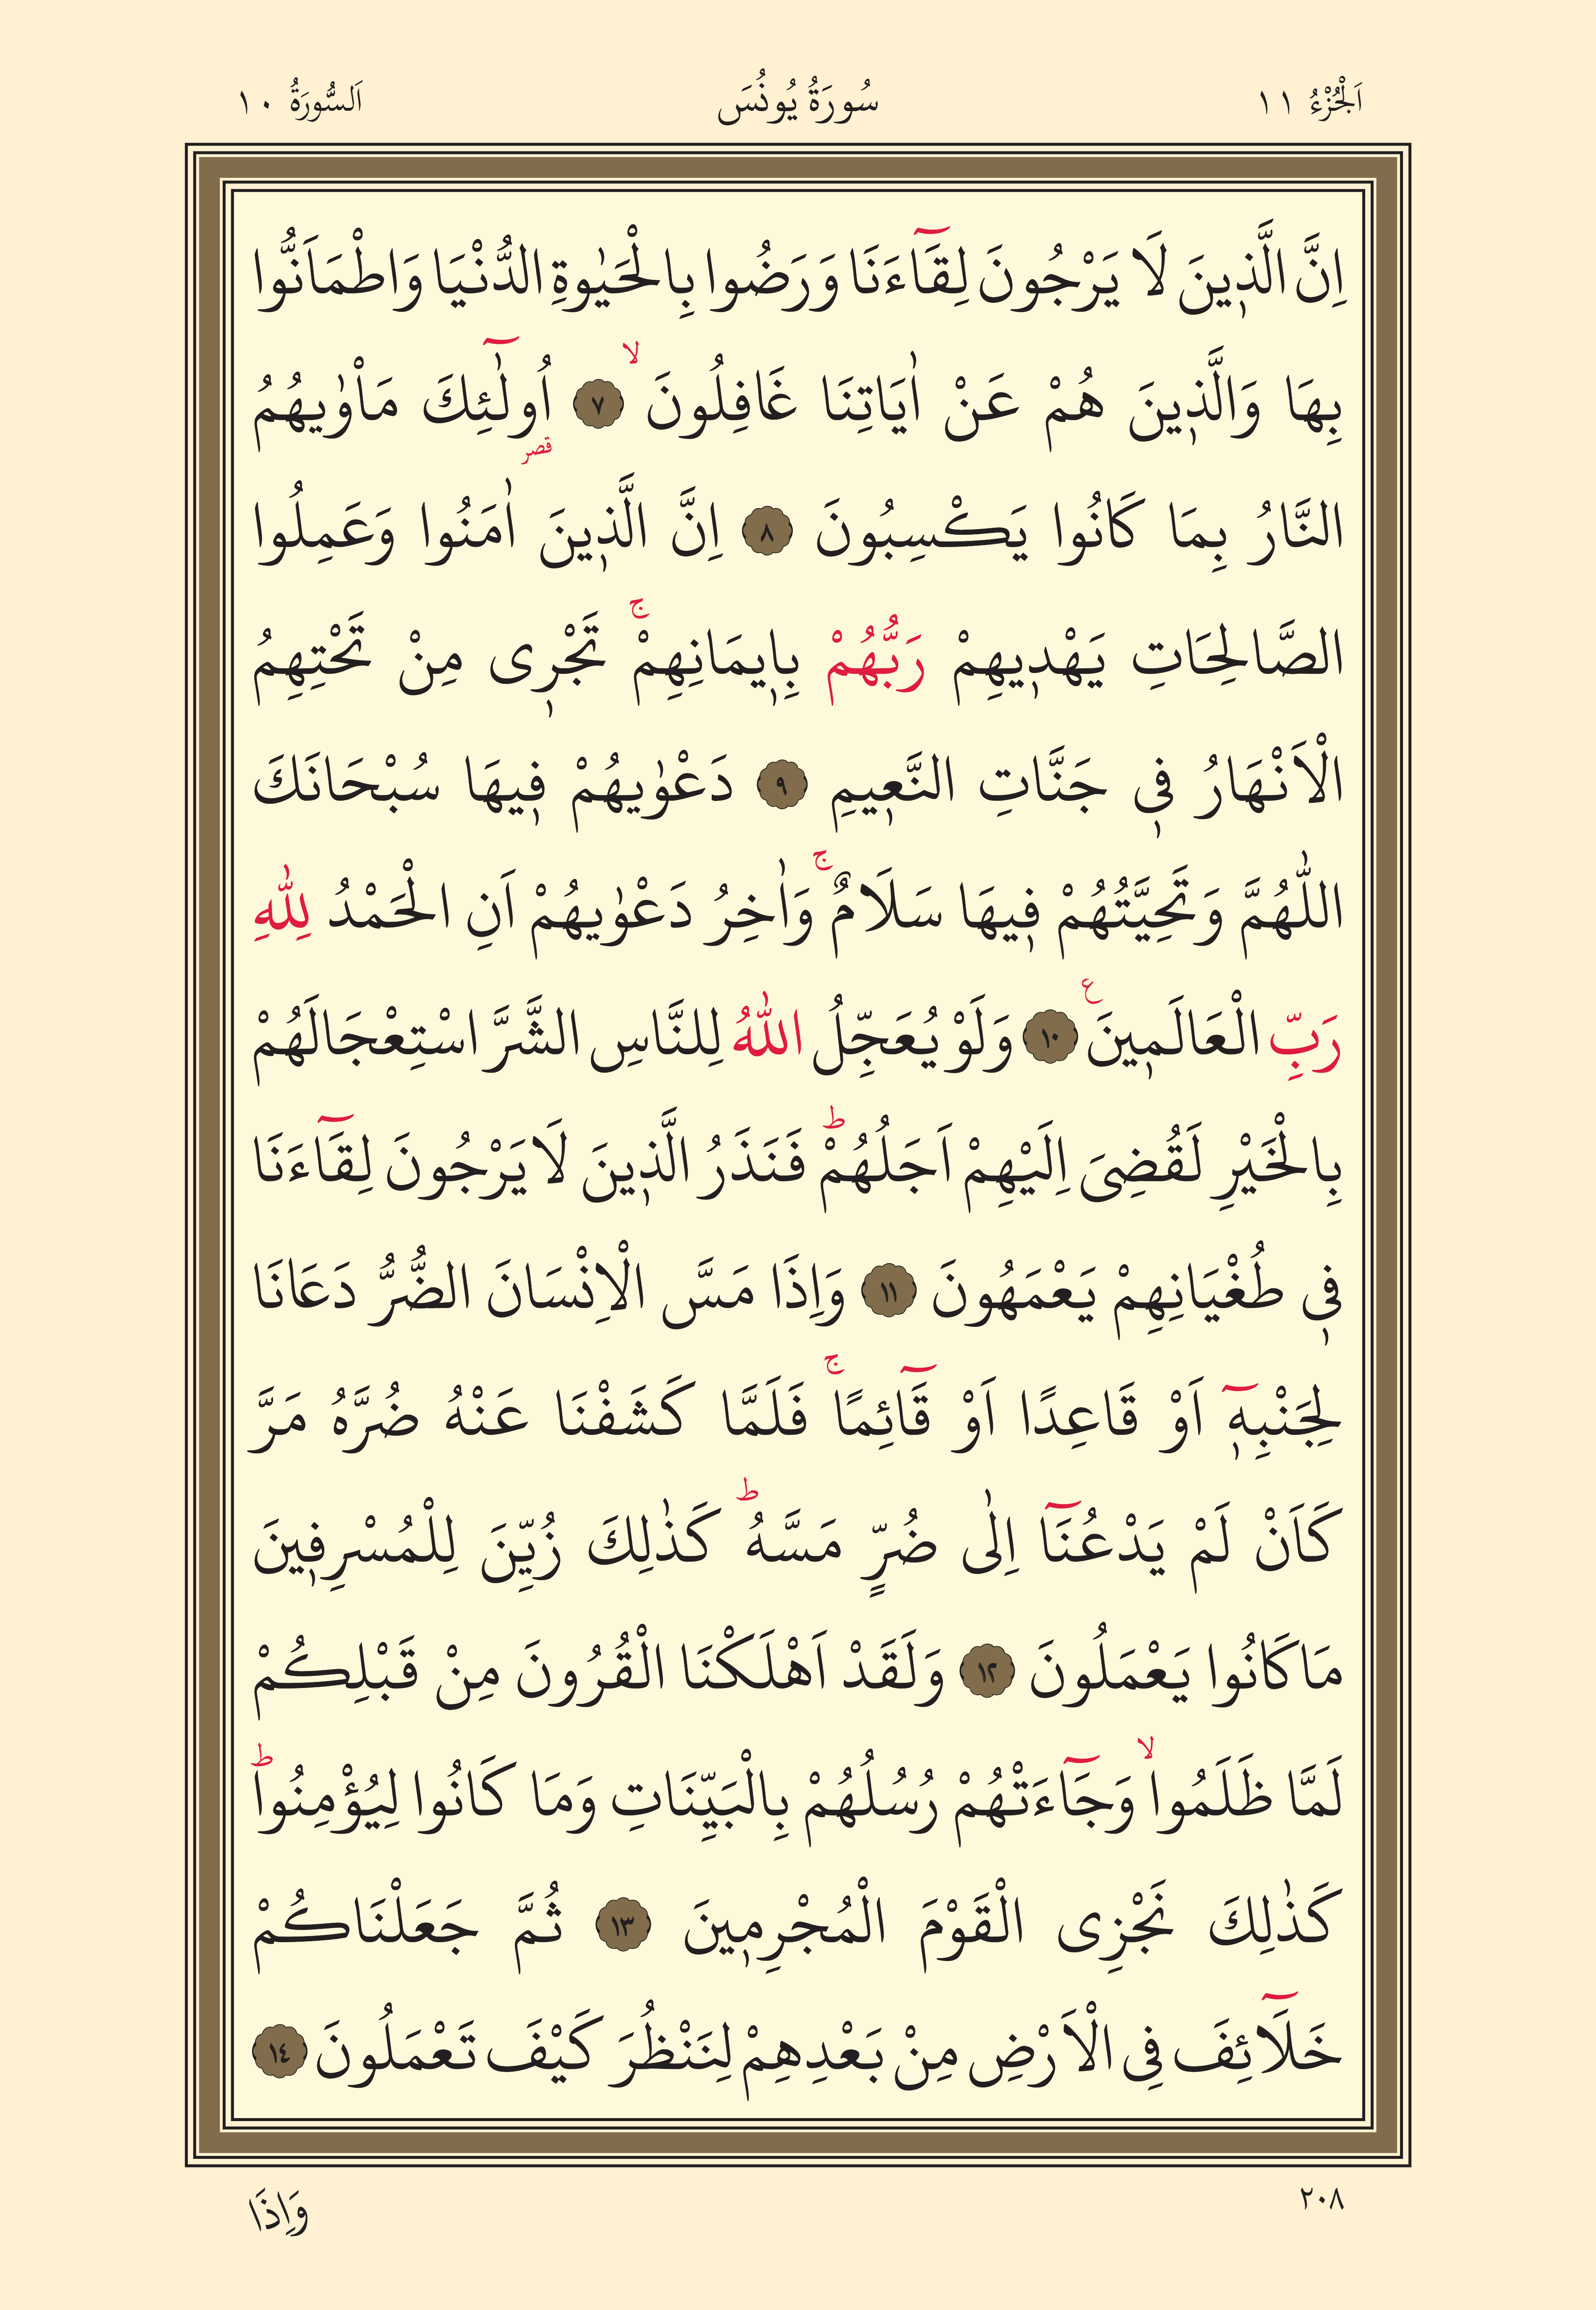 اَلْجُزْءُ ١١ سُورَةُ يُونُسَ اَلسُّورَةُ ١٠
اِنَّ الَّذ۪ينَ لَا يَرْجُونَ لِقَٓاءَنَا وَرَضُوا بِالْحَيٰوةِ الدُّنْيَا وَاطْمَاَنُّوا
بِهَا وَالَّذ۪ينَ هُمْ عَنْ اٰيَاتِنَا غَافِلُونَۙ ٧ اُو۬لٰٓئِكَ مَاْوٰيهُمُ
النَّارُ بِمَا كَانُوا يَكْسِبُونَ ٨ اِنَّ الَّذ۪ينَ اٰمَنُوا وَعَمِلُوا
الصَّالِحَاتِ يَهْد۪يهِمْ رَبُّهُمْ بِا۪يمَانِهِمْۚ تَجْر۪ى مِنْ تَحْتِهِمُ
الْاَنْهَارُ ف۪ى جَنَّاتِ النَّع۪يمِ ٩ دَعْوٰيهُمْ ف۪يهَا سُبْحَانَكَ
اللّٰهُمَّ وَتَحِيَّتُهُمْ ف۪يهَا سَلَامٌۚ وَاٰخِرُ دَعْوٰيهُمْ اَنِ الْحَمْدُ لِلّٰهِ
رَبِّ الْعَالَم۪ينَ ع ١٠ وَلَوْ يُعَجِّلُ اللّٰهُ لِلنَّاسِ الشَّرَّ اسْتِعْجَالَهُمْ
بِالْخَيْرِ لَقُضِىَ اِلَيْهِمْ اَجَلُهُمْۜ فَنَذَرُ الَّذ۪ينَ لَا يَرْجُونَ لِقَٓاءَنَا
ف۪ى طُغْيَانِهِمْ يَعْمَهُونَ ١١ وَاِذَا مَسَّ الْاِنْسَانَ الضُّرُّ دَعَانَا
لِجَنْبِه۪ٓ اَوْ قَاعِدًا اَوْ قَٓائِمًاۚ فَلَمَّا كَشَفْنَا عَنْهُ ضُرَّهُ مَرَّ
كَاَنْ لَمْ يَدْعُنَٓا اِلٰى ضُرٍّ مَسَّهُۜ كَذٰلِكَ زُيِّنَ لِلْمُسْرِف۪ينَ
مَاكَانُوا يَعْمَلُونَ ١٢ وَلَقَدْ اَهْلَكْنَا الْقُرُونَ مِنْ قَبْلِكُمْ
لَمَّا ظَلَمُواۙ وَجَٓاءَتْهُمْ رُسُلُهُمْ بِالْبَيِّنَاتِ وَمَا كَانُوا لِيُؤْمِنُواۜ
كَذٰلِكَ نَجْزِى الْقَوْمَ الْمُجْرِم۪ينَ ١٣ ثُمَّ جَعَلْنَاكُمْ
خَلَٓائِفَ فِى الْاَرْضِ مِنْ بَعْدِهِمْ لِنَنْظُرَ كَيْفَ تَعْمَلُونَ ١٤
٢٠٨ وَاِذَا